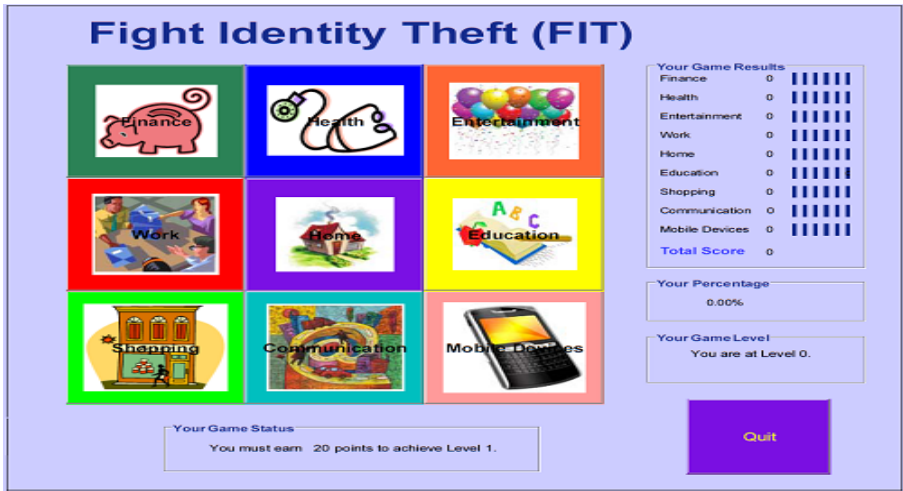 Fight Identity Theft (FIT)
Finance
Health
Entertainment
Work
Home
Education
A B C
Shopping
Communication
Mobile Devices
Your Game Results
Finance 0
Health 0
Entertainment 0
Work 0
Home 0
Education 0
Shopping 0
Communication 0
Mobile Devices 0
Total Score 0
Your Percentage
0.00%
Your Game Level
You are at Level 0.
Your Game Status
You must earn 20 points to achieve Level 1.
Quit